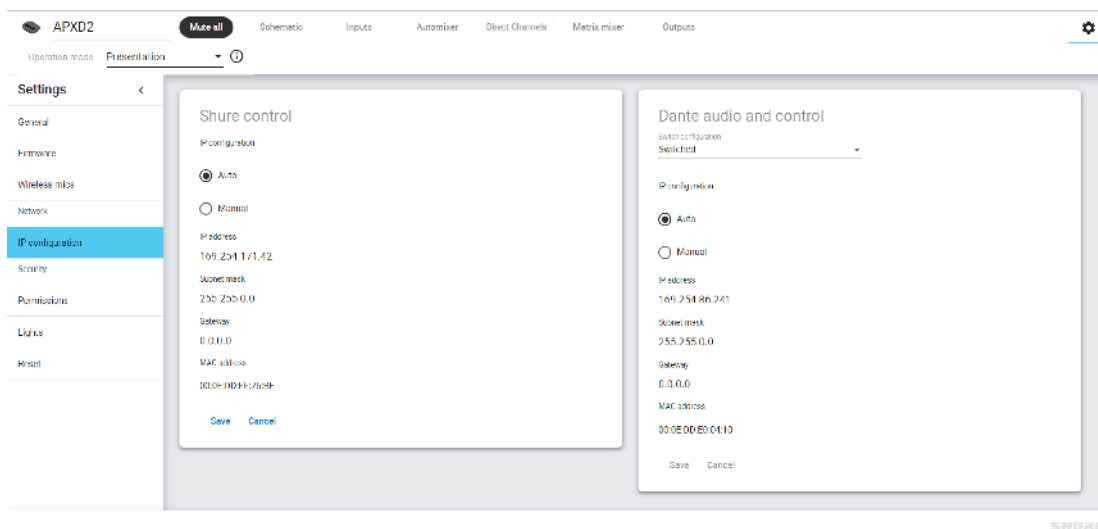 APXD2 Mute all Schematic Inputs Automixer Direct Channels Matrix mixer Outputs
Operation mode Presentation
Settings
General
Firmware
Wireless mics
Network
IP configuration
Security
Permissions
Lights
Reset
Shure control
IP configuration
Auto
Manual
IP address
169.254.171.42
Subnet mask
255.255.0.0
Gateway
0.0.0.0
MAC address
Save Cancel
Dante audio and control
Switch configuration
Switched
IP configuration
Auto
Manual
IP address
169.254.86.241
Subnet mask
255.255.0.0
Gateway
0.0.0.0
MAC address
00:0E:DD:E0:04:10
Save Cancel
SHURE